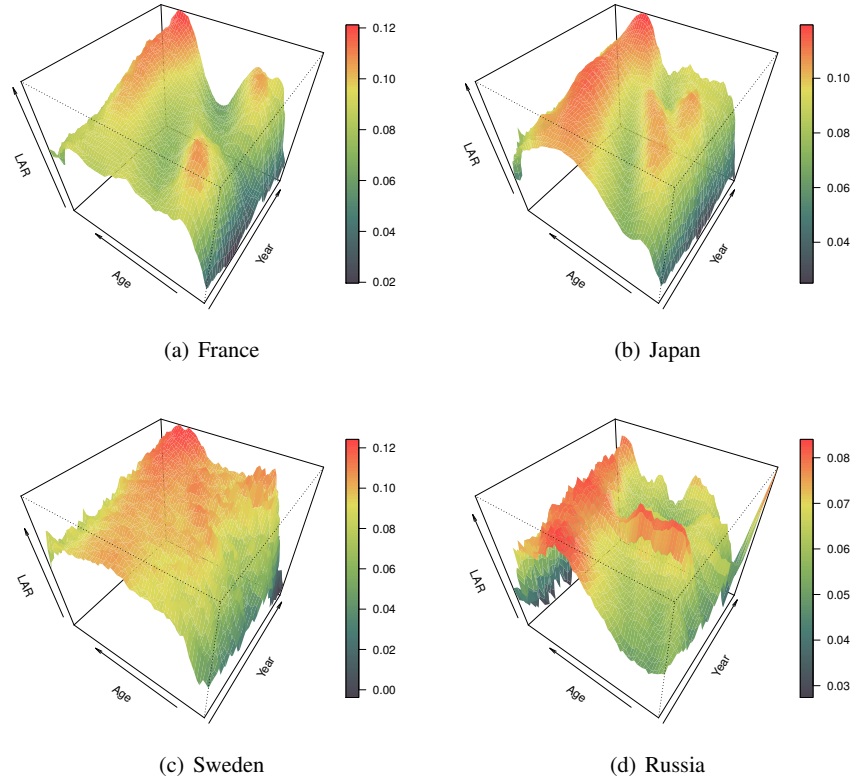 LAR
Age
Year
0.12
0.10
0.08
0.06
0.04
0.02
(a) France
LAR
Age
Year
0.10
0.08
0.06
0.04
(b) Japan
LAR
Age
Year
0.12
0.10
0.08
0.06
0.04
0.02
0.00
(c) Sweden
LAR
Age
Year
0.08
0.07
0.06
0.05
0.04
0.03
(d) Russia